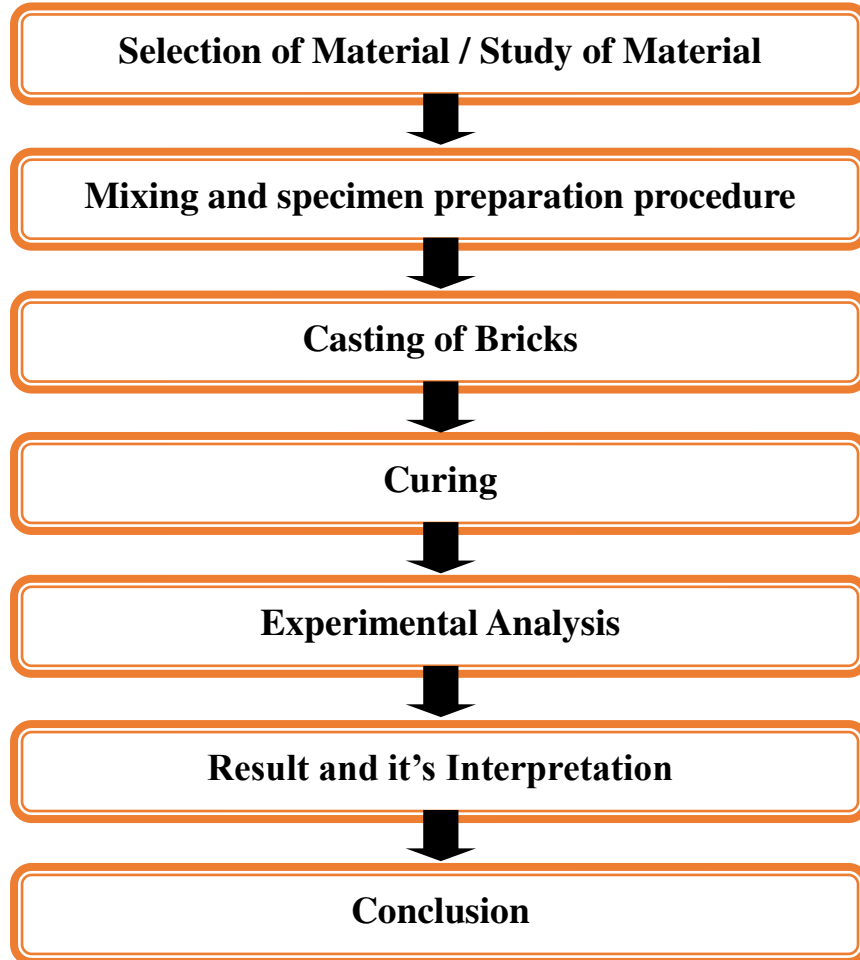 Selection of Material / Study of Material
Mixing and specimen preparation procedure
Casting of Bricks
Curing
Experimental Analysis
Result and it’s Interpretation
Conclusion